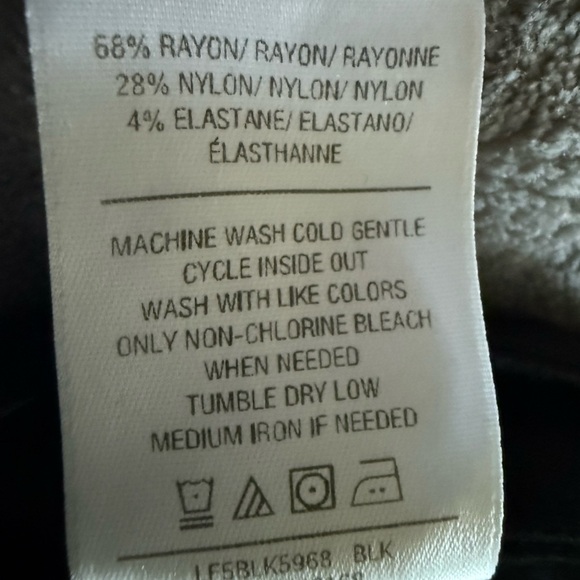 68% RAYON/ RAYON/ RAYONNE
28% NYLON/ NYLON/ NYLON
4% ELASTANE/ ELASTANO/
ÉLASTHANNE
MACHINE WASH COLD GENTLE
CYCLE INSIDE OUT
WASH WITH LIKE COLORS
ONLY NON-CHLORINE BLEACH
WHEN NEEDED
TUMBLE DRY LOW
MEDIUM IRON IF NEEDED
LF5BLK5968 BLK